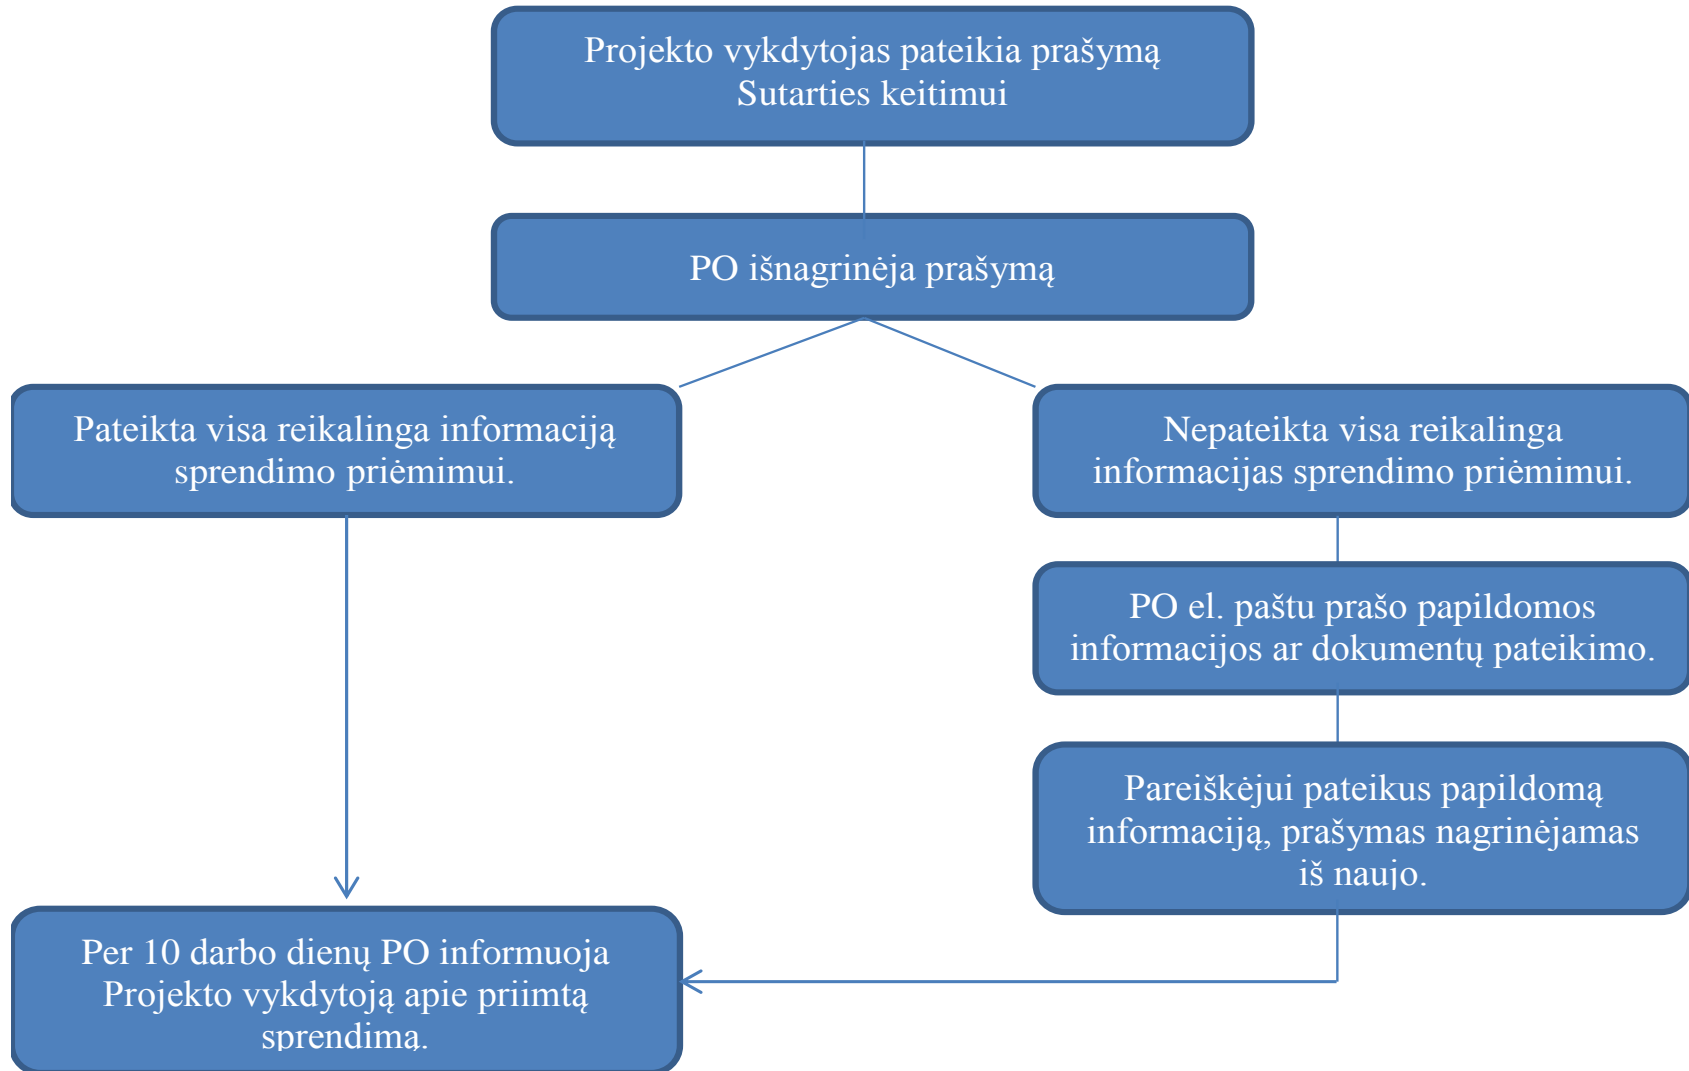 Projekto vykdytojas pateikia prašymą
Sutarties keitimui
PO išnagrinėja prašymą
Pateikta visa reikalinga informaciją
sprendimo priėmimui.
Nepateikta visa reikalinga
informacijas sprendimo priėmimui.
PO el. paštu prašo papildomos
informacijos ar dokumentų pateikimo.
Pareiškėjui pateikus papildomą
informaciją, prašymas nagrinėjamas
iš naujo.
Per 10 darbo dienų PO informuoja
Projekto vykdytoją apie priimtą
sprendimą.